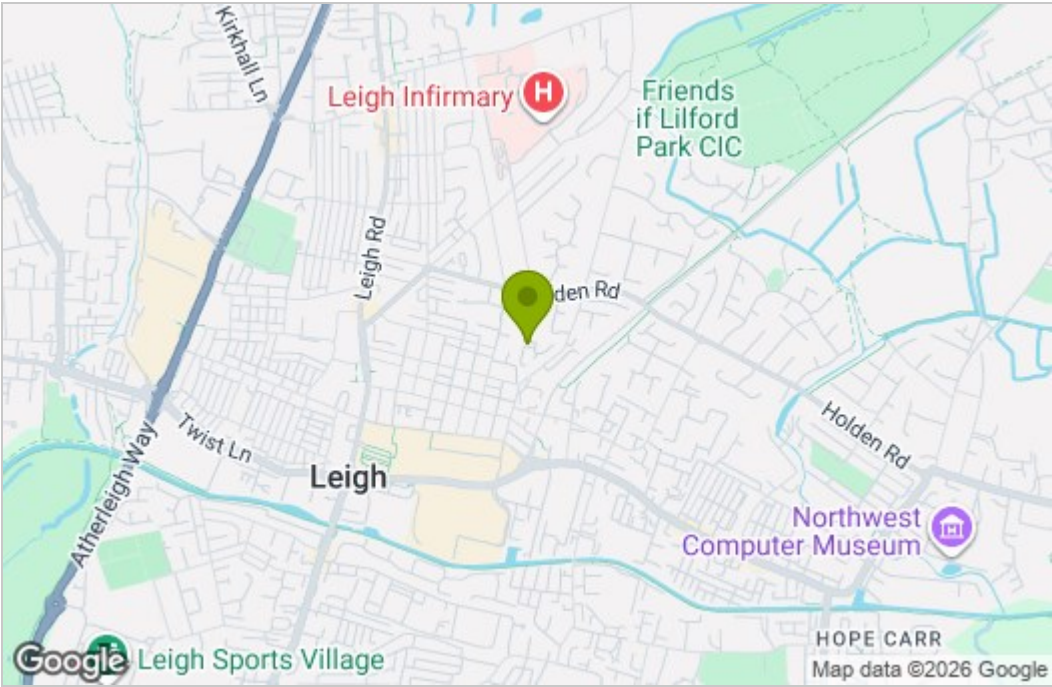 Kirkhall Ln
Leigh Infirmary
H
Friends
if Lilford
Park CIC
Leigh Rd
den Rd
Holden Rd
Twist Ln
Leigh
Atherleigh Way
Northwest
Computer Museum
HOPE CARR
Google
Leigh Sports Village
Map data ©2026 Google